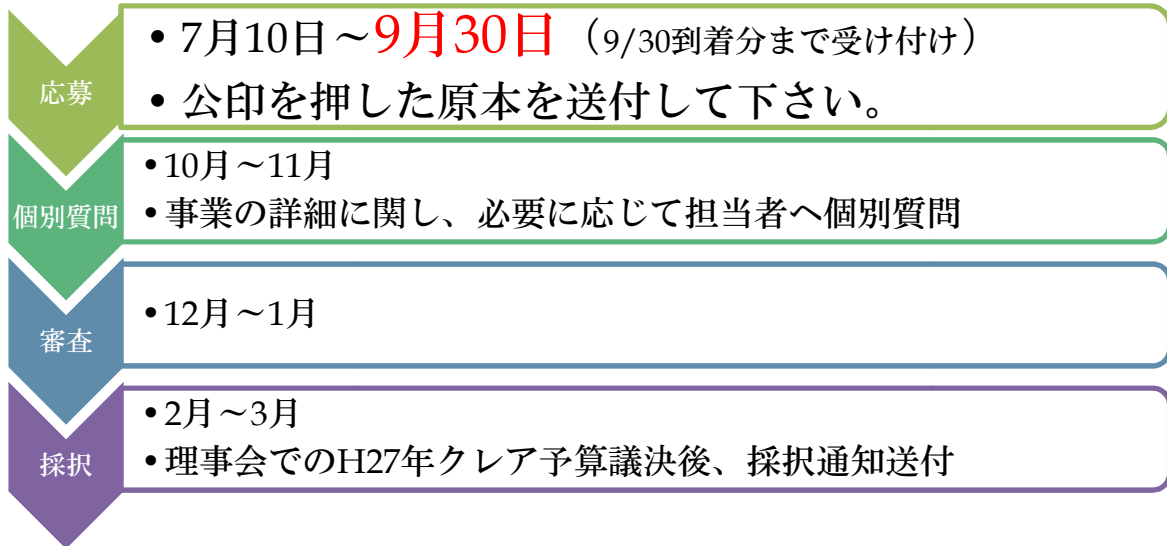 応募
• 7月10日～9月30日（9/30到着分まで受け付け）
• 公印を押した原本を送付して下さい。
個別質問
• 10月～11月
• 事業の詳細に関し、必要に応じて担当者へ個別質問
審査
• 12月～1月
採択
• 2月～3月
• 理事会でのH27年クレア予算議決後、採択通知送付